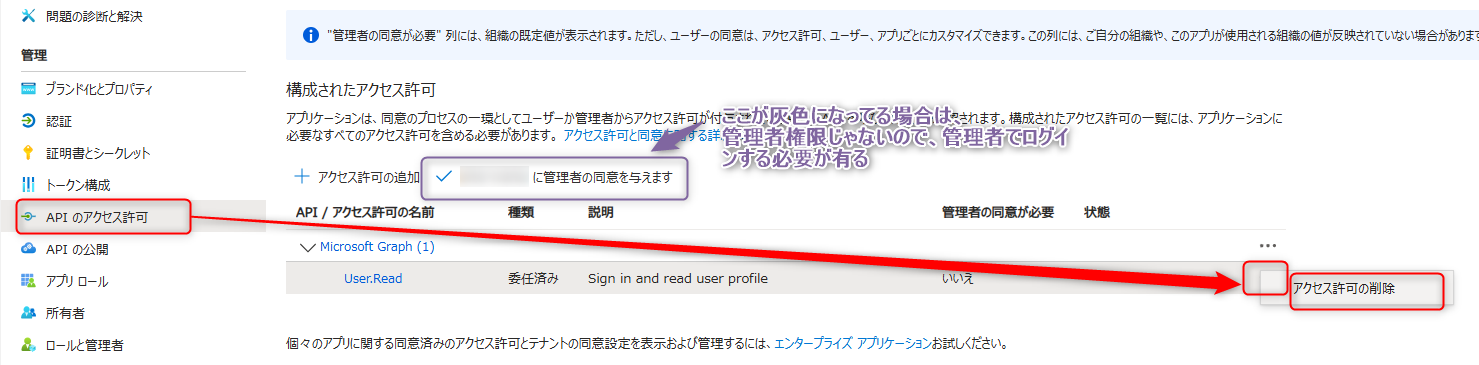 問題の診断と解決
管理
ブランド化とプロパティ
認証
証明書とシークレット
トークン構成
API のアクセス許可
API の公開
アプリ ロール
所有者
ロールと管理者
"管理者の同意が必要" 列には、組織の既定値が表示されます。ただし、ユーザーの同意は、アクセス許可、ユーザー、アプリごとにカスタマイズできます。この列には、ご自分の組織や、このアプリが使用される組織の値が反映されていない場合があります
構成されたアクセス許可
アプリケーションは、同意のプロセスの一環としてユーザーか管理者からアクセス許可が付 されます。構成されたアクセス許可の一覧には、アプリケーションに
必要なすべてのアクセス許可を含める必要があります。 アクセス許可と同意に関する詳
ここが灰色になってる場合は、
管理者権限じゃないので、管理者でログイ
ンする必要が有る
アクセス許可の追加 に管理者の同意を与えます
API / アクセス許可の名前 種類 説明 管理者の同意が必要 状態
Microsoft Graph (1) ...
User.Read 委任済み Sign in and read user profile いいえ
アクセス許可の削除
個々のアプリに関する同意済みのアクセス許可とテナントの同意設定を表示および管理するには、エンタープライズ アプリケーションお試しください。